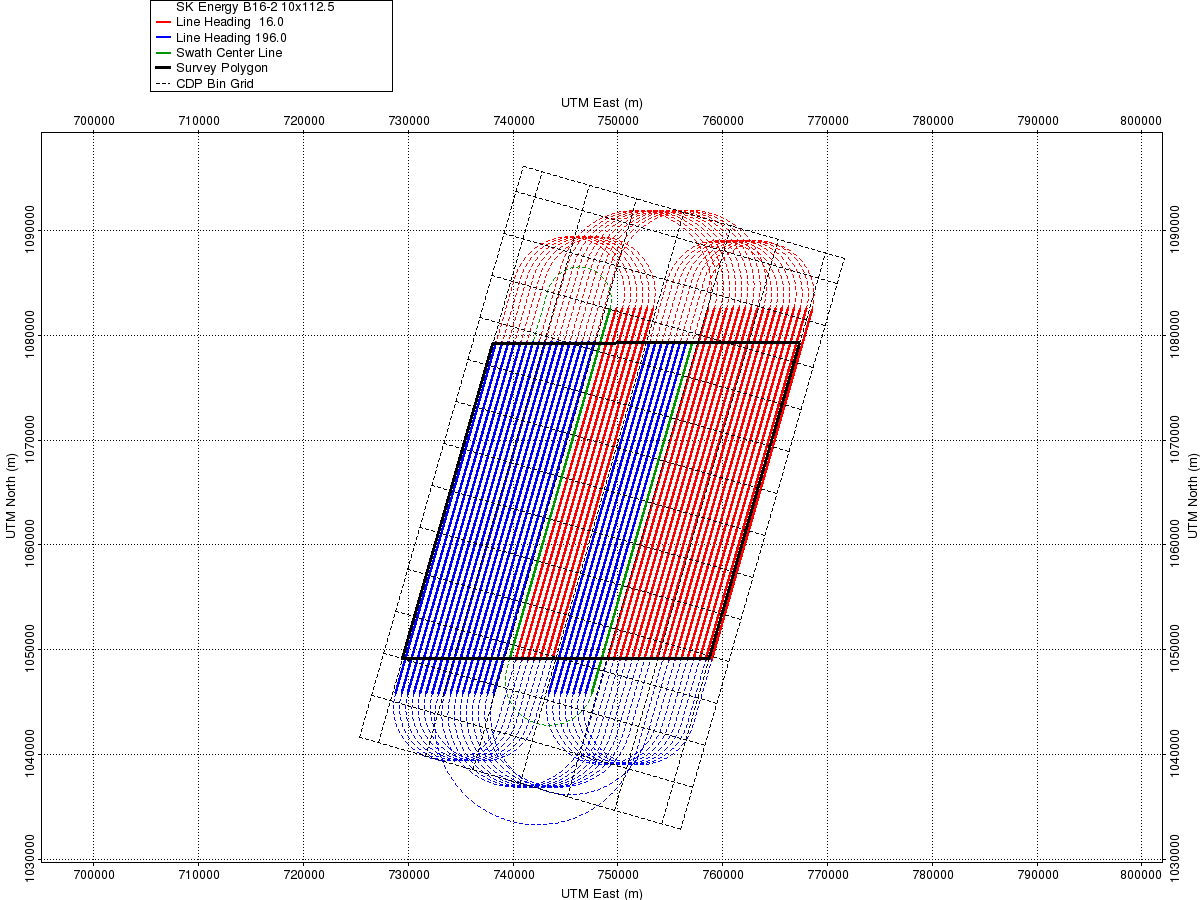 SK Energy B16-2 10x112.5
Line Heading  16.0
Line Heading 196.0
Swath Center Line
Survey Polygon
CDP Bin Grid
UTM East (m)
700000 710000 720000 730000 740000 750000 760000 770000 780000 790000 800000
1090000 1090000
1080000 1080000
1070000 1070000
UTM North (m) UTM North (m)
1060000 1060000
1050000 1050000
1040000 1040000
1030000 1030000
700000 710000 720000 730000 740000 750000 760000 770000 780000 790000 800000
UTM East (m)